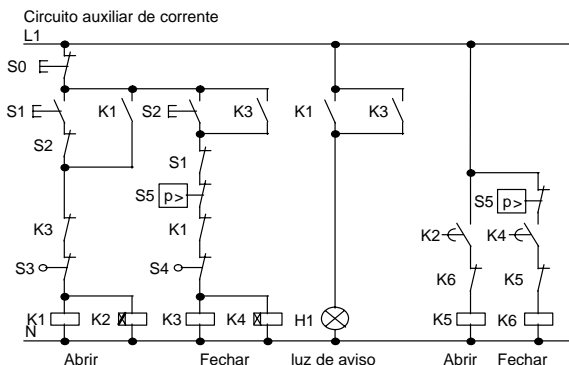 Circuito auxiliar de corrente
L1
S0
S1 K1 S2 K3 K1 K3
S2
S1
S5 p>
S5 p>
K3 K1 K2 K4
S3 S4
K6 K5
K1 K2 K3 K4 H1 K5 K6
N
Abrir Fechar luz de aviso Abrir Fechar